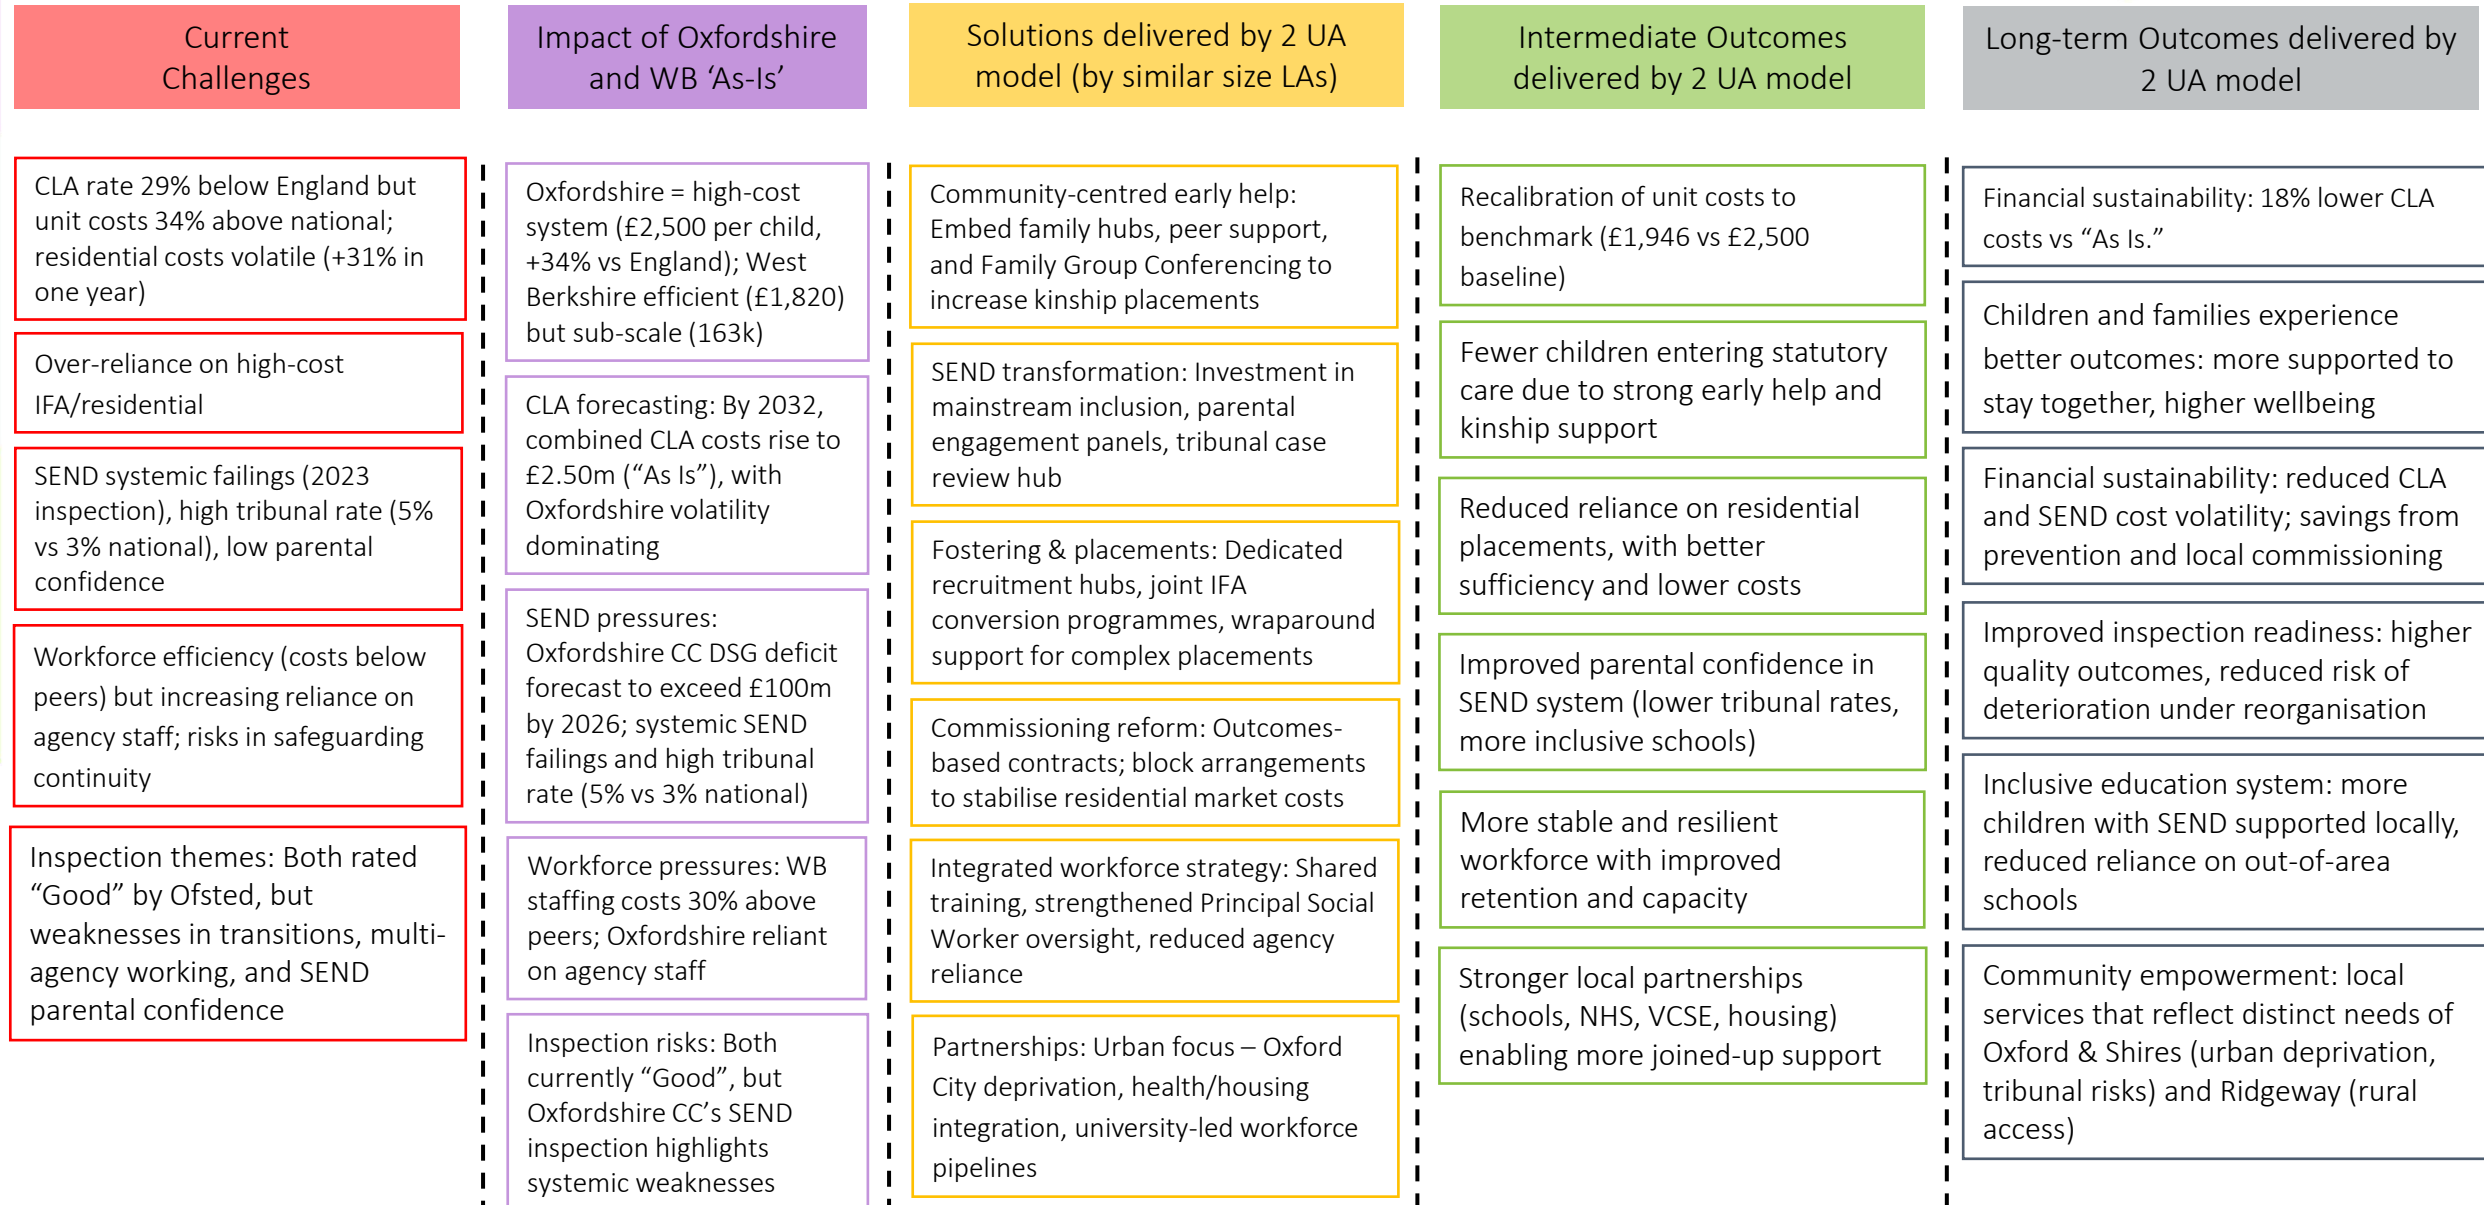 Current
Challenges
CLA rate 29% below England but
unit costs 34% above national;
residential costs volatile (+31% in
one year)
Over-reliance on high-cost
IFA/residential
SEND systemic failings (2023
inspection), high tribunal rate (5%
vs 3% national), low parental
confidence
Workforce efficiency (costs below
peers) but increasing reliance on
agency staff; risks in safeguarding
continuity
Inspection themes: Both rated
“Good” by Ofsted, but
weaknesses in transitions, multi-
agency working, and SEND
parental confidence
Impact of Oxfordshire
and WB ‘As-Is’
Oxfordshire = high-cost
system (£2,500 per child,
+34% vs England); West
Berkshire efficient (£1,820)
but sub-scale (163k)
CLA forecasting: By 2032,
combined CLA costs rise to
£2.50m (“As Is”), with
Oxfordshire volatility
dominating
SEND pressures:
Oxfordshire CC DSG deficit
forecast to exceed £100m
by 2026; systemic SEND
failings and high tribunal
rate (5% vs 3% national)
Workforce pressures: WB
staffing costs 30% above
peers; Oxfordshire reliant
on agency staff
Inspection risks: Both
currently “Good”, but
Oxfordshire CC’s SEND
inspection highlights
systemic weaknesses
Solutions delivered by 2 UA
model (by similar size LAs)
Community-centred early help:
Embed family hubs, peer support,
and Family Group Conferencing to
increase kinship placements
SEND transformation: Investment in
mainstream inclusion, parental
engagement panels, tribunal case
review hub
Fostering & placements: Dedicated
recruitment hubs, joint IFA
conversion programmes, wraparound
support for complex placements
Commissioning reform: Outcomes-
based contracts; block arrangements
to stabilise residential market costs
Integrated workforce strategy: Shared
training, strengthened Principal Social
Worker oversight, reduced agency
reliance
Partnerships: Urban focus – Oxford
City deprivation, health/housing
integration, university-led workforce
pipelines
Intermediate Outcomes
delivered by 2 UA model
Recalibration of unit costs to
benchmark (£1,946 vs £2,500
baseline)
Fewer children entering statutory
care due to strong early help and
kinship support
Reduced reliance on residential
placements, with better
sufficiency and lower costs
Improved parental confidence in
SEND system (lower tribunal rates,
more inclusive schools)
More stable and resilient
workforce with improved
retention and capacity
Stronger local partnerships
(schools, NHS, VCSE, housing)
enabling more joined-up support
Long-term Outcomes delivered by
2 UA model
Financial sustainability: 18% lower CLA
costs vs “As Is.”
Children and families experience
better outcomes: more supported to
stay together, higher wellbeing
Financial sustainability: reduced CLA
and SEND cost volatility; savings from
prevention and local commissioning
Improved inspection readiness: higher
quality outcomes, reduced risk of
deterioration under reorganisation
Inclusive education system: more
children with SEND supported locally,
reduced reliance on out-of-area
schools
Community empowerment: local
services that reflect distinct needs of
Oxford & Shires (urban deprivation,
tribunal risks) and Ridgeway (rural
access)